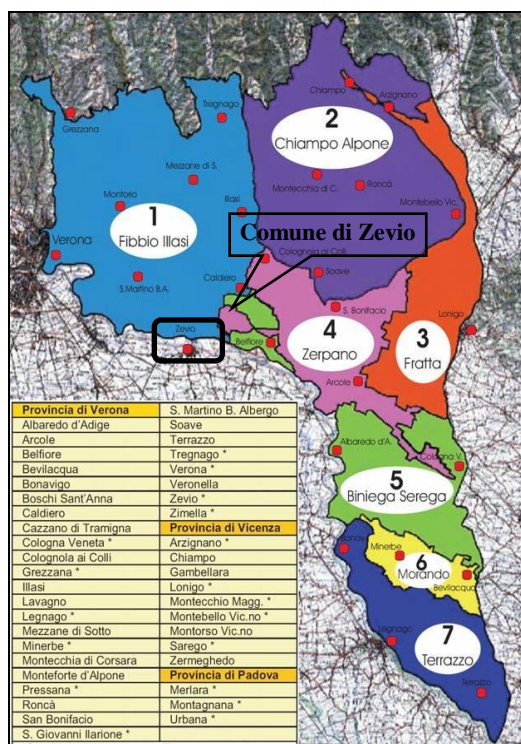 Chiampo
Arzignano
Tregnago
Grezzana
2
Chiampo Alpone
Mezzane di S.
Montecchia di C.
Roncà
Montorio
Illasi
Montebello Vic.
1
Fibbio Illasi
Comune di Zevio
Verona
Colognola ai Colli
S.Martino B.A.
Caldiero
Soave
S. Bonifacio
Lonigo
Zevio
Belfiore
4
Zerpano
3
Fratta
Arcole
Provincia di Verona
Albaredo d'Adige
Arcole
Belfiore
Bevilacqua
Bonavigo
Boschi Sant'Anna
Caldiero
Cazzano di Tramigna
Cologna Veneta *
Colognola ai Colli
Grezzana *
Illasi
Lavagno
Legnago *
Mezzane di Sotto
Minerbe *
Montecchia di Corsara
Monteforte d'Alpone
Pressana *
Roncà
San Bonifacio
S. Giovanni Ilarione *
S. Martino B. Albergo
Soave
Terrazzo
Tregnago *
Verona *
Veronella
Zevio *
Zimella *
Provincia di Vicenza
Arzignano *
Chiampo
Gambellara
Lonigo *
Montecchio Magg. *
Montebello Vic.no *
Montorso Vic.no
Sarego *
Zermeghedo
Provincia di Padova
Merlara *
Montagnana *
Urbana *
Albaredo d'A.
Cologna V.
5
Biniega Serega
Minerbe
6
Morando
Bevilacqua
Legnago
7
Terrazzo
Terrazzo